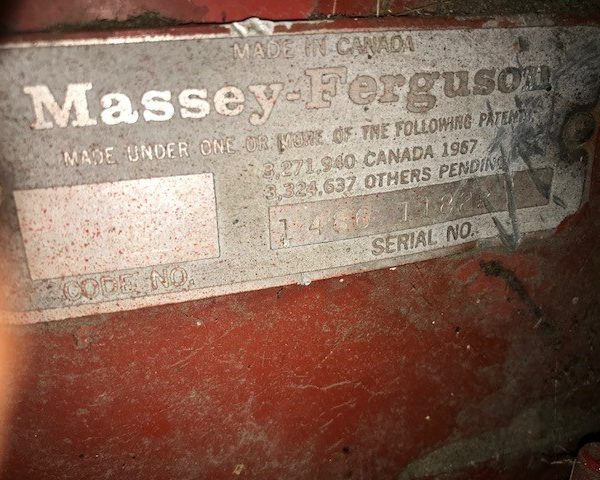 MADE IN CANADA
Massey-Ferguson
MADE UNDER ONE OR MORE OF THE FOLLOWING PATENTS
3,271,940 CANADA 1967
3,324,637 OTHERS PENDING
SERIAL NO.
CODE NO.